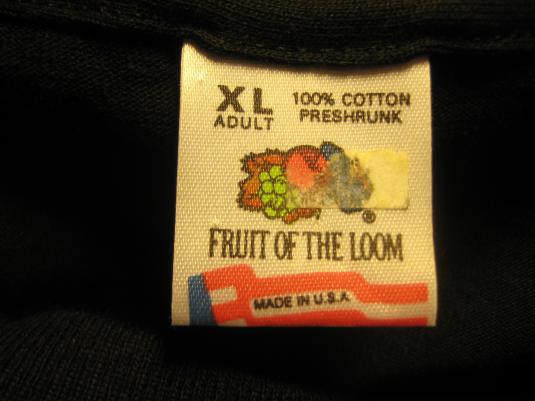 XL
ADULT
100% COTTON
PRESHRUNK
®
FRUIT OF THE LOOM
MADE IN U.S.A.